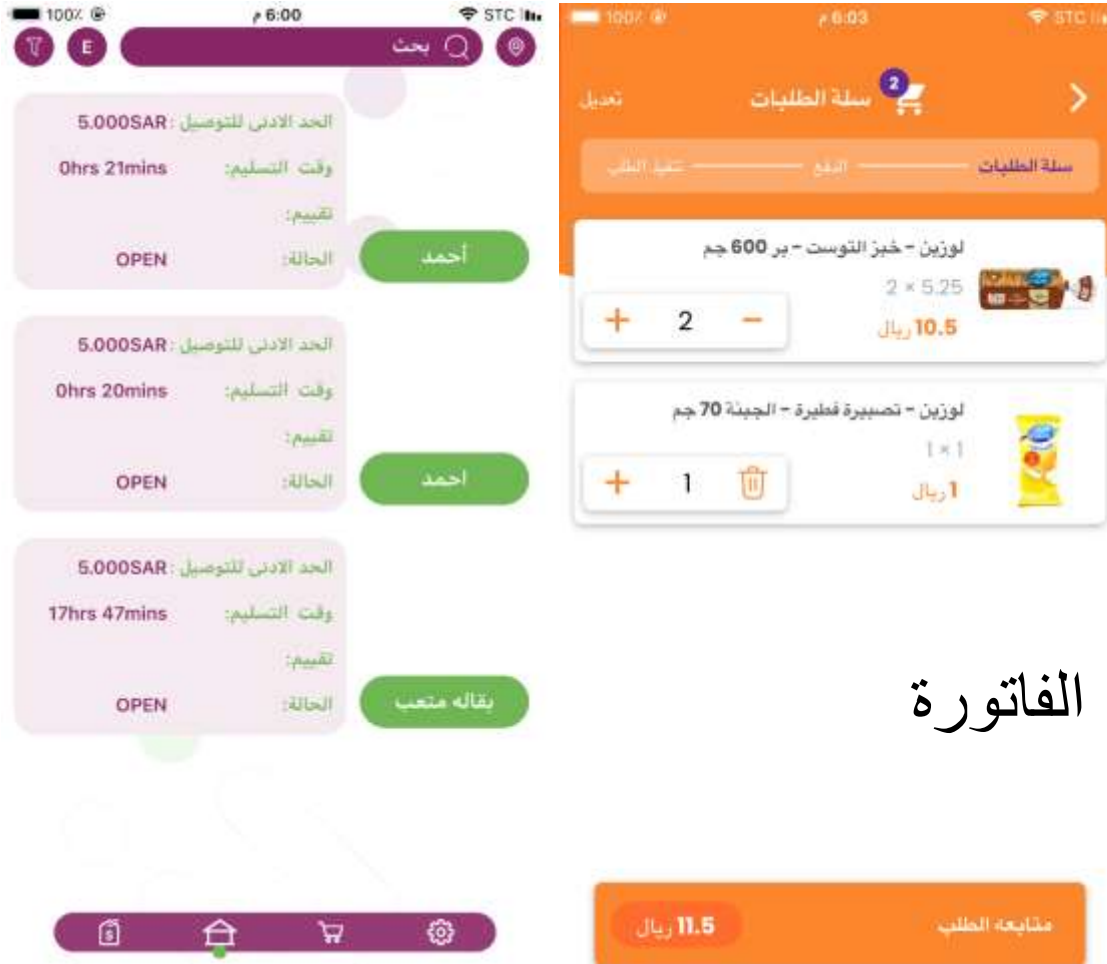 100% 6:00 م STC
E بحث
الحد الادنى للتوصيل : 5.000SAR
وقت التسليم: 0hrs 21mins
تقييم:
الحالة: OPEN
أحمد
الحد الادنى للتوصيل : 5.000SAR
وقت التسليم: 0hrs 20mins
تقييم:
الحالة: OPEN
احمد
الحد الادنى للتوصيل : 5.000SAR
وقت التسليم: 17hrs 47mins
تقييم:
الحالة: OPEN
بقاله متعب
100% 6:03 م STC
سلة الطلبات 2
تعديل
سلة الطلبات الدفع تنفيذ الطلب
لوزين - خبز التوست - بر 600 جم
2 × 5.25
10.5 ريال
2
لوزين - تصبيرة فطيرة - الجبنة 70 جم
1 × 1
1 ريال
1
الفاتورة
متابعة الطلب 11.5 ريال